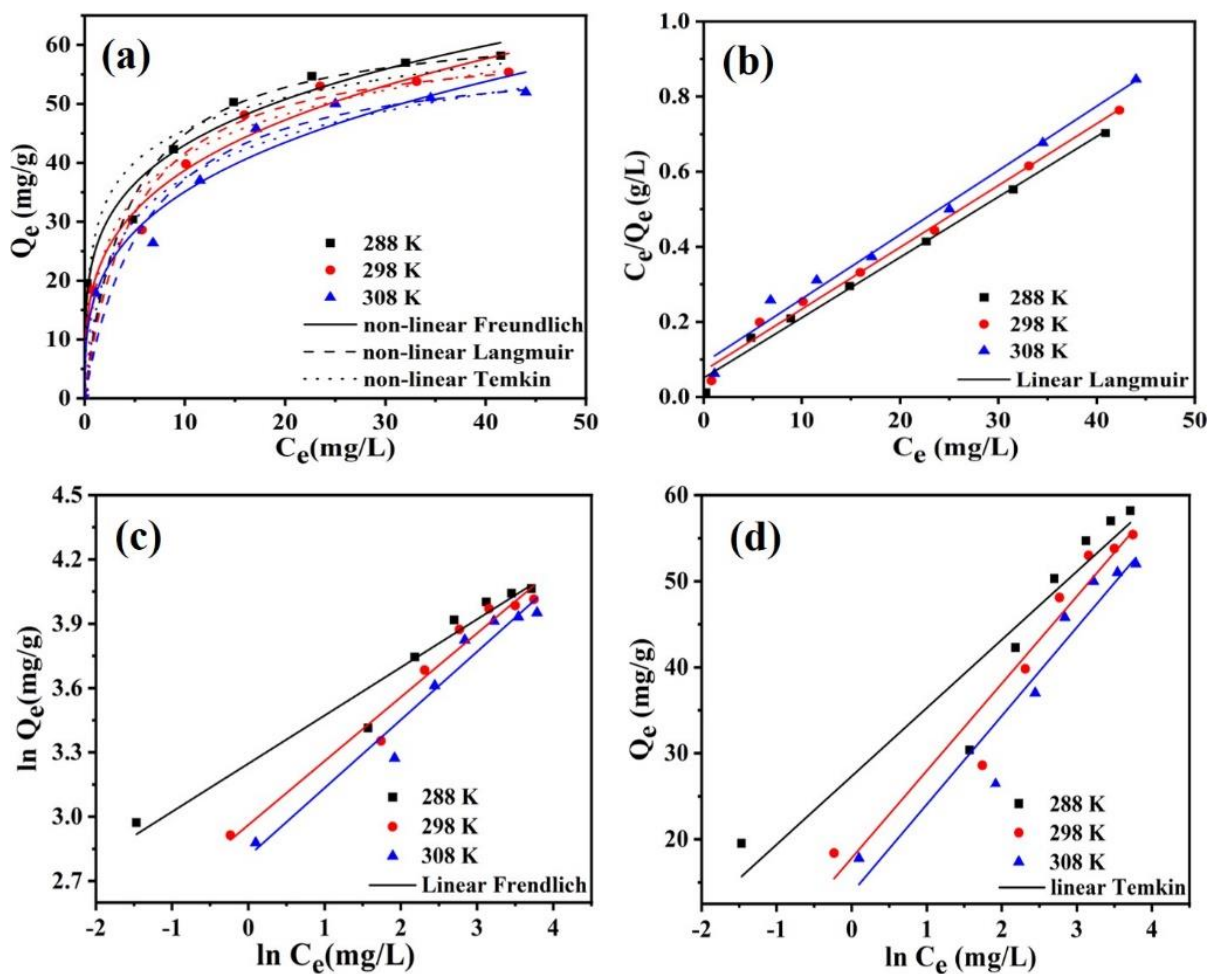 (a)
Qe (mg/g)
60
50
40
30
20
10
0
288 K
298 K
308 K
non-linear Freundlich
non-linear Langmuir
non-linear Temkin
0 10 20 30 40 50
Ce(mg/L)
(b)
Ce/Qe (g/L)
1.0
0.8
0.6
0.4
0.2
0.0
288 K
298 K
308 K
Linear Langmuir
0 10 20 30 40 50
Ce (mg/L)
(c)
ln Qe(mg/g)
4.5
4.2
3.9
3.6
3.3
3.0
2.7
288 K
298 K
308 K
Linear Frendlich
-2 -1 0 1 2 3 4
ln Ce(mg/L)
(d)
Qe (mg/g)
60
50
40
30
20
288 K
298 K
308 K
linear Temkin
-2 -1 0 1 2 3 4
ln Ce (mg/L)